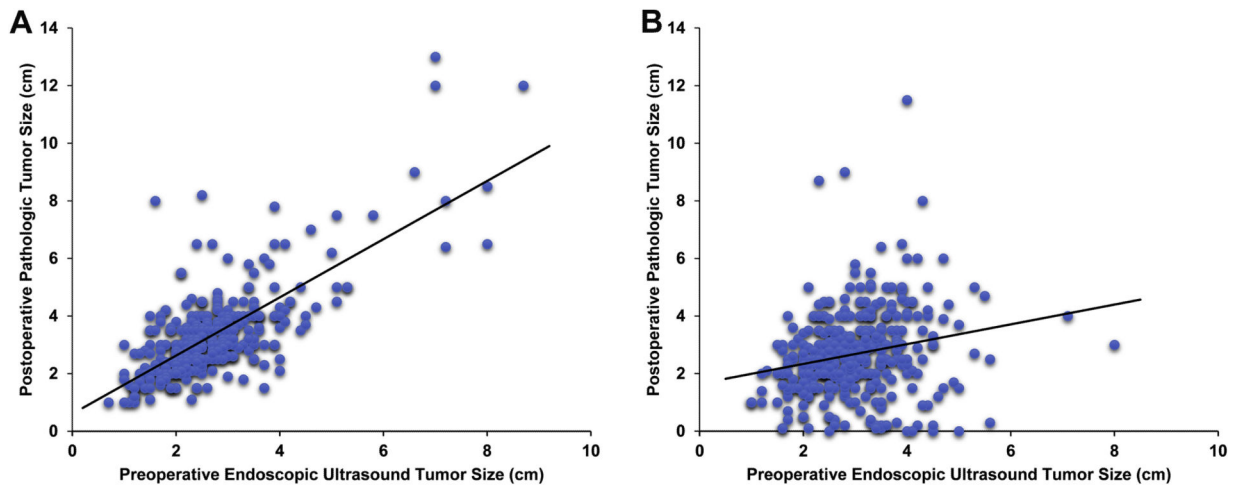 A
Postoperative Pathologic Tumor Size (cm)
14
12
10
8
6
4
2
0
0 2 4 6 8 10
Preoperative Endoscopic Ultrasound Tumor Size (cm)
B
Postoperative Pathologic Tumor Size (cm)
14
12
10
8
6
4
2
0
0 2 4 6 8 10
Preoperative Endoscopic Ultrasound Tumor Size (cm)